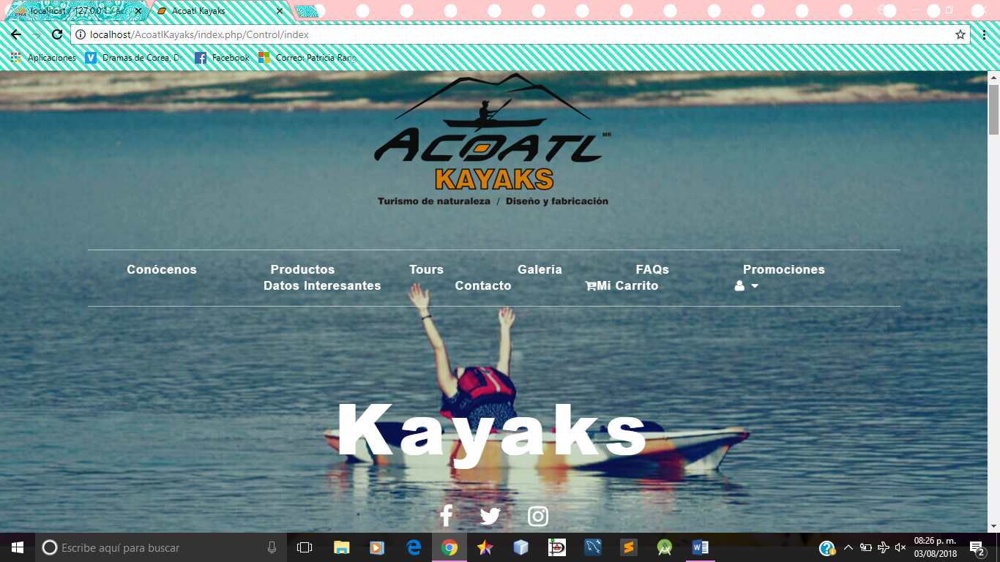 localhost / 127.0.0.1 / ac
Acoatl Kayaks
localhost/AcoatlKayaks/index.php/Control/index
Aplicaciones Dramas de Corea, Dr Facebook Correo: Patricia Rang
ACOATL MR
KAYAKS
Turismo de naturaleza / Diseño y fabricación
Conócenos Productos Tours Galería FAQs Promociones
Datos Interesantes Contacto Mi Carrito
Kayaks
Escribe aquí para buscar
08:26 p. m.
03/08/2018
2